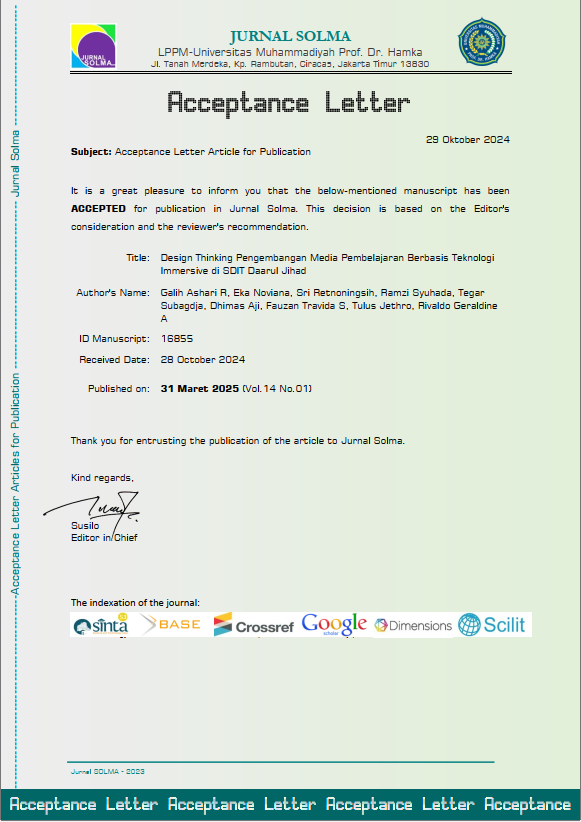 JURNAL SOLMA
JURNAL SOLMA
LPPM-Universitas Muhammadiyah Prof. Dr. Hamka
Jl. Tanah Merdeka, Kp. Rambutan, Ciracas, Jakarta Timur 13830
Acceptance Letter
29 Oktober 2024
Subject: Acceptance Letter Article for Publication
It is a great pleasure to inform you that the below-mentioned manuscript has been
ACCEPTED for publication in Jurnal Solma. This decision is based on the Editor's
consideration and the reviewer's recommendation.
Title: Design Thinking Pengembangan Media Pembelajaran Berbasis Teknologi
Immersive di SDIT Daarul Jihad
Author's Name: Galih Ashari R, Eka Noviana, Sri Retnoningsih, Ramzi Syuhada, Tegar
Subagdja, Dhimas Aji, Fauzan Travida S, Tulus Jethro, Rivaldo Geraldine
A
ID Manuscript: 16855
Received Date: 28 October 2024
Published on: 31 Maret 2025 (Vol.14 No.01)
Thank you for entrusting the publication of the article to Jurnal Solma.
Kind regards,
Susilo
Editor in Chief
The indexation of the journal:
sinta BASE Crossref Google scholar Dimensions Scilit
Jurnal SOLMA - 2023
Acceptance Letter Acceptance Letter Acceptance Letter Acceptance
Acceptance Letter Articles for Publication Jurnal Solma